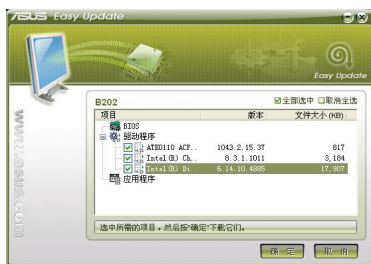 ASUS Easy Update
Easy Update
B202
全部选中 取消全选
项目 版本 文件大小(KB)
BIOS
驱动程序
ATK0110 ACP.. 1043.2.15.37 817
Intel(R) Ch.. 8.3.1.1011 3,184
Intel(R) Di.. 6.14.10.4885 17,907
应用程序
www.asus.com
选中所需的项目，然后按"确定"下载它们。
确 定 取 消